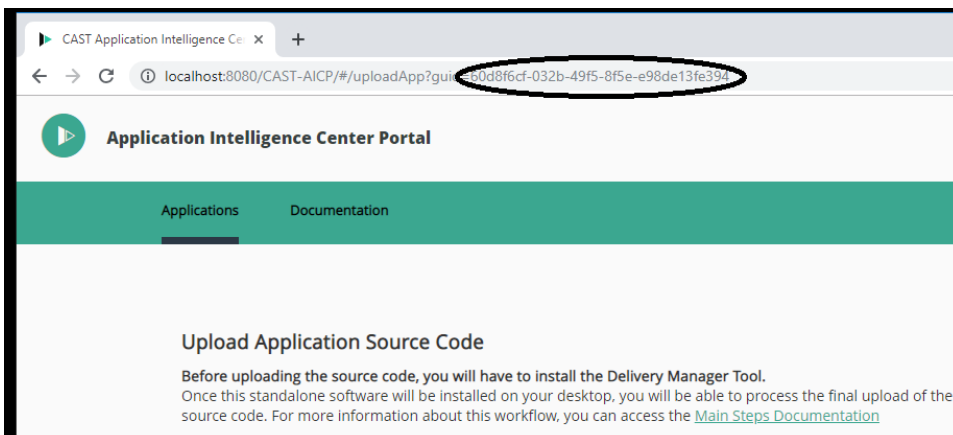 CAST Application Intelligence Ce
localhost:8080/CAST-AICP/#/uploadApp?guid=60d8f6cf-032b-49f5-8f5e-e98de13fe394
Application Intelligence Center Portal
Applications Documentation
Upload Application Source Code
Before uploading the source code, you will have to install the Delivery Manager Tool.
Once this standalone software will be installed on your desktop, you will be able to process the final upload of the
source code. For more information about this workflow, you can access the Main Steps Documentation